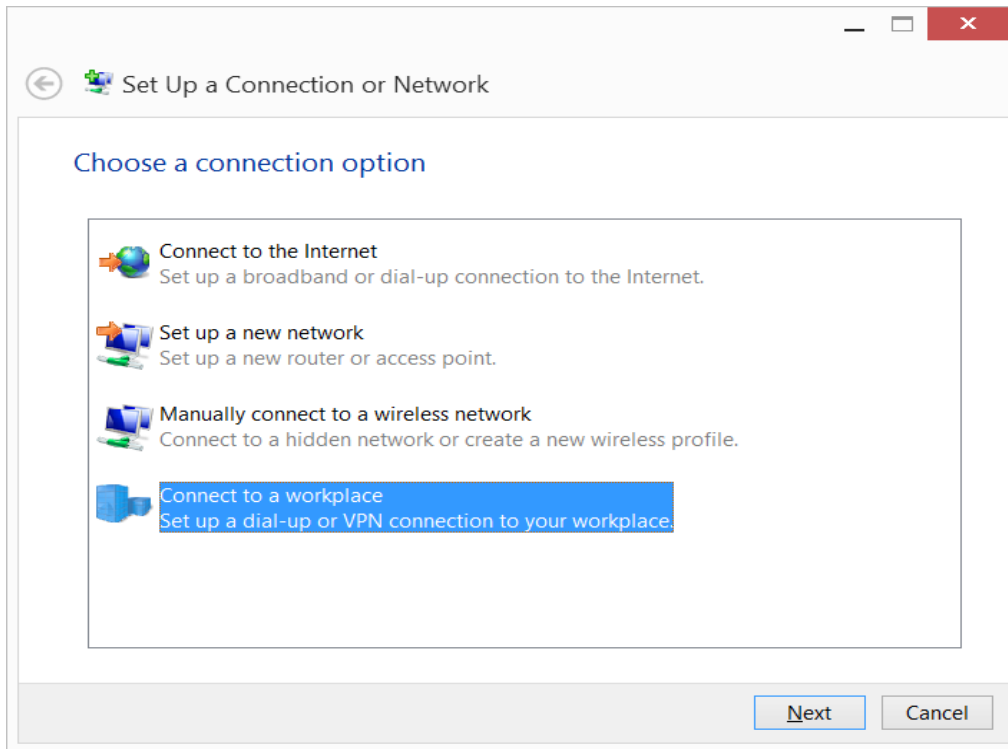 Set Up a Connection or Network
Choose a connection option
Connect to the Internet
Set up a broadband or dial-up connection to the Internet.
Set up a new network
Set up a new router or access point.
Manually connect to a wireless network
Connect to a hidden network or create a new wireless profile.
Connect to a workplace
Set up a dial-up or VPN connection to your workplace.
Next Cancel